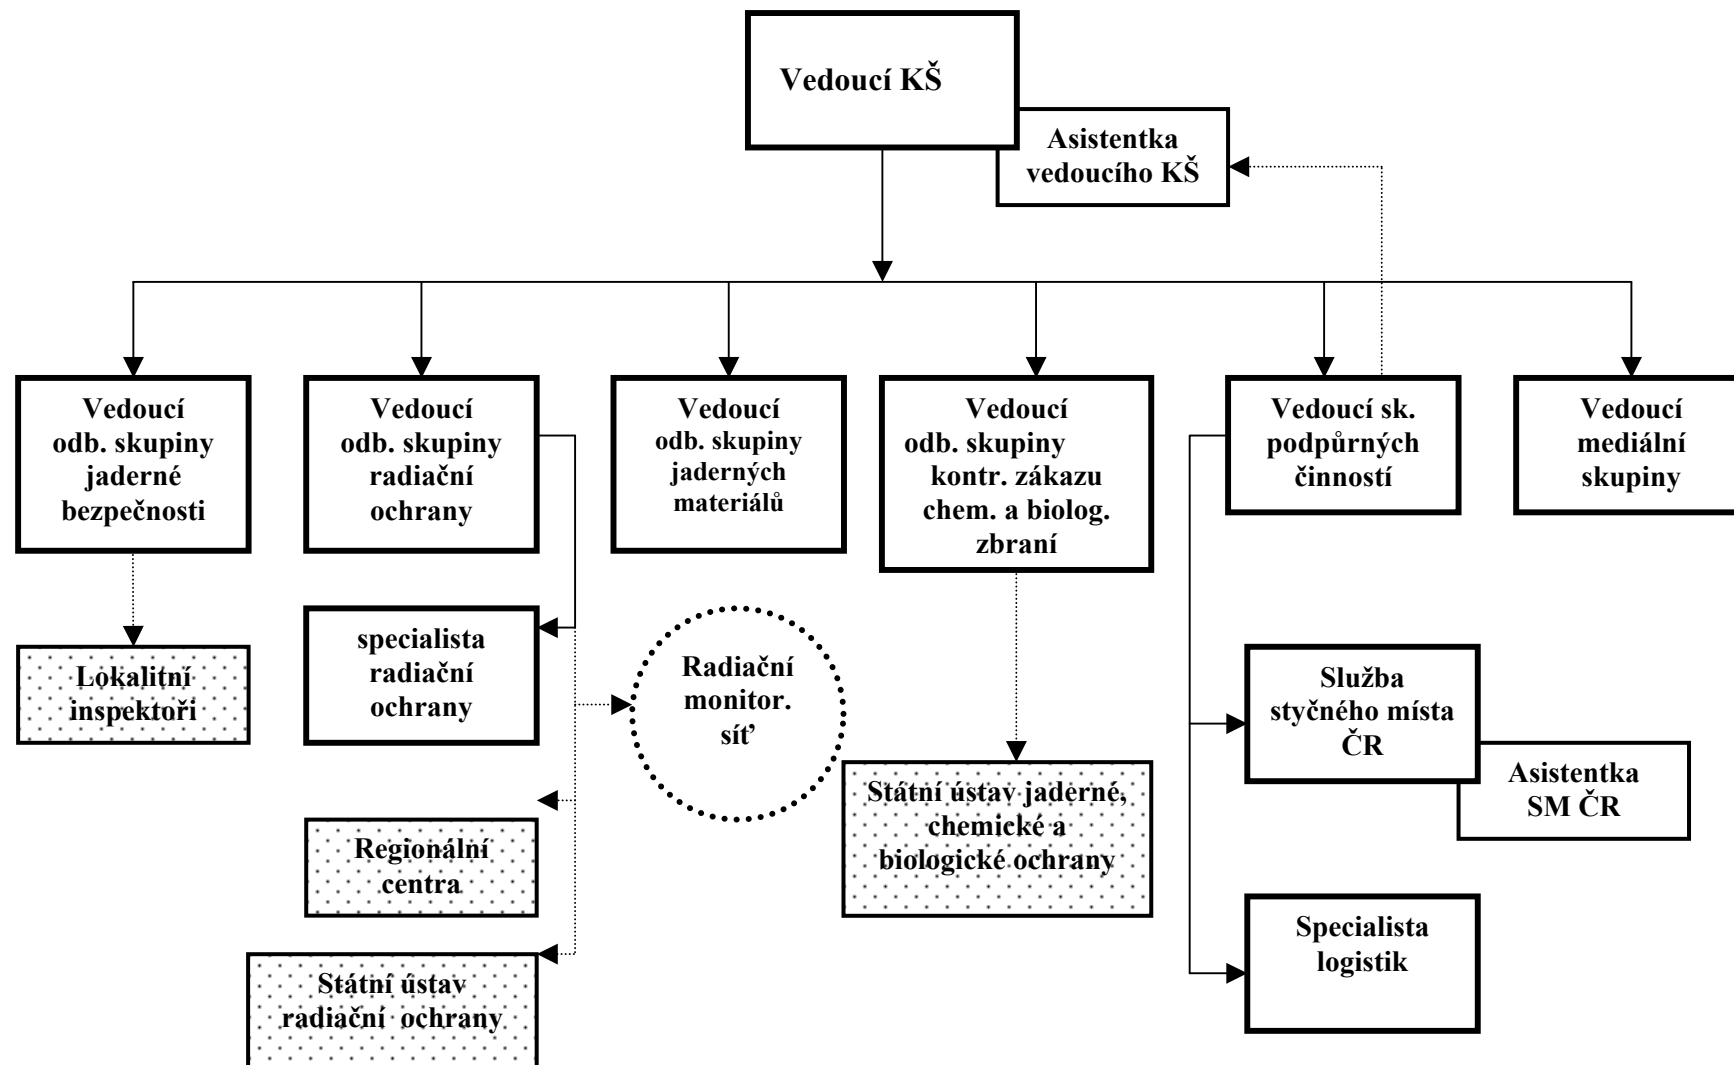 Vedoucí KŠ
Asistentka
vedoucího KŠ
Vedoucí
odb. skupiny
jaderné
bezpečnosti
Vedoucí
odb. skupiny
radiační
ochrany
Vedoucí
odb. skupiny
jaderných
materiálů
Vedoucí
odb. skupiny
kontr. zákazu
chem. a biolog.
zbraní
Vedoucí sk.
podpůrných
činností
Vedoucí
mediální
skupiny
Lokalitní
inspektoři
specialista
radiační
ochrany
Radiační
monitor.
síť
Služba
styčného místa
ČR
Asistentka
SM ČR
Státní ústav jaderné,
chemické a
biologické ochrany
Regionální
centra
Specialista
logistik
Státní ústav
radiační ochrany